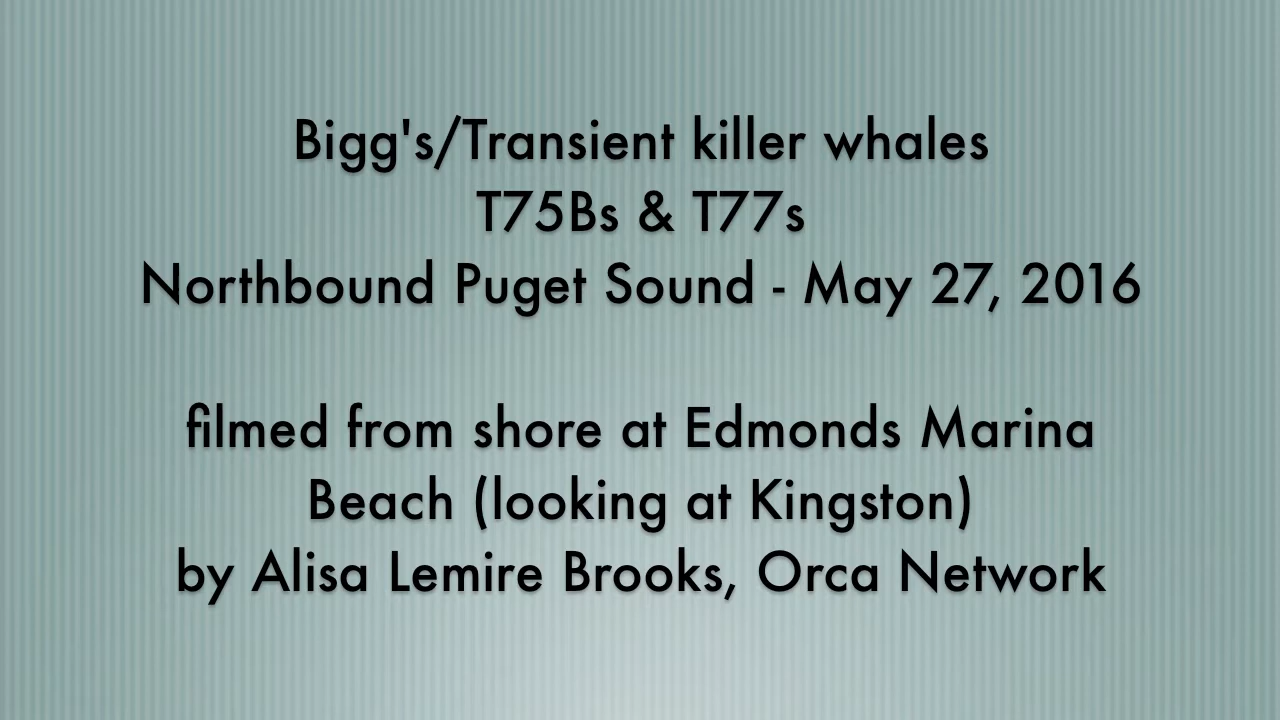 Bigg's/Transient killer whales
T75Bs & T77s
Northbound Puget Sound - May 27, 2016
filmed from shore at Edmonds Marina
Beach (looking at Kingston)
by Alisa Lemire Brooks, Orca Network